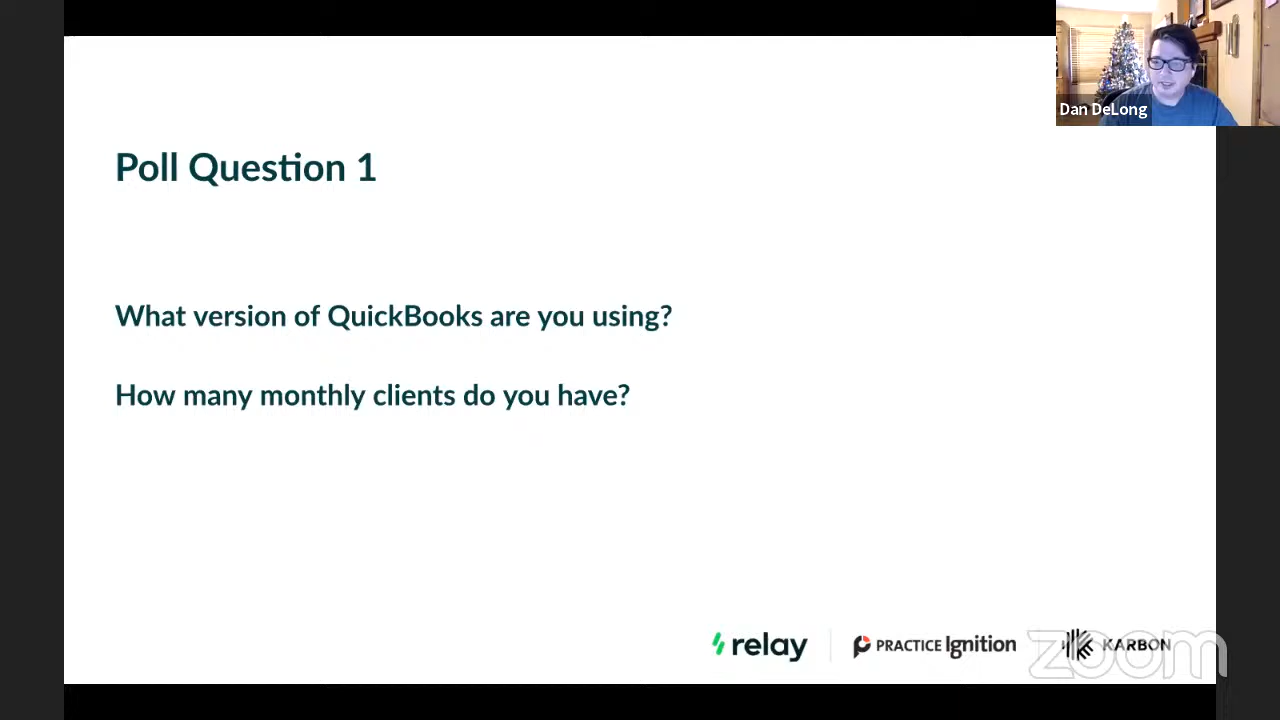 Dan DeLong
Poll Question 1
What version of QuickBooks are you using?
How many monthly clients do you have?
relay
PRACTICE Ignition
KARBON
zoom